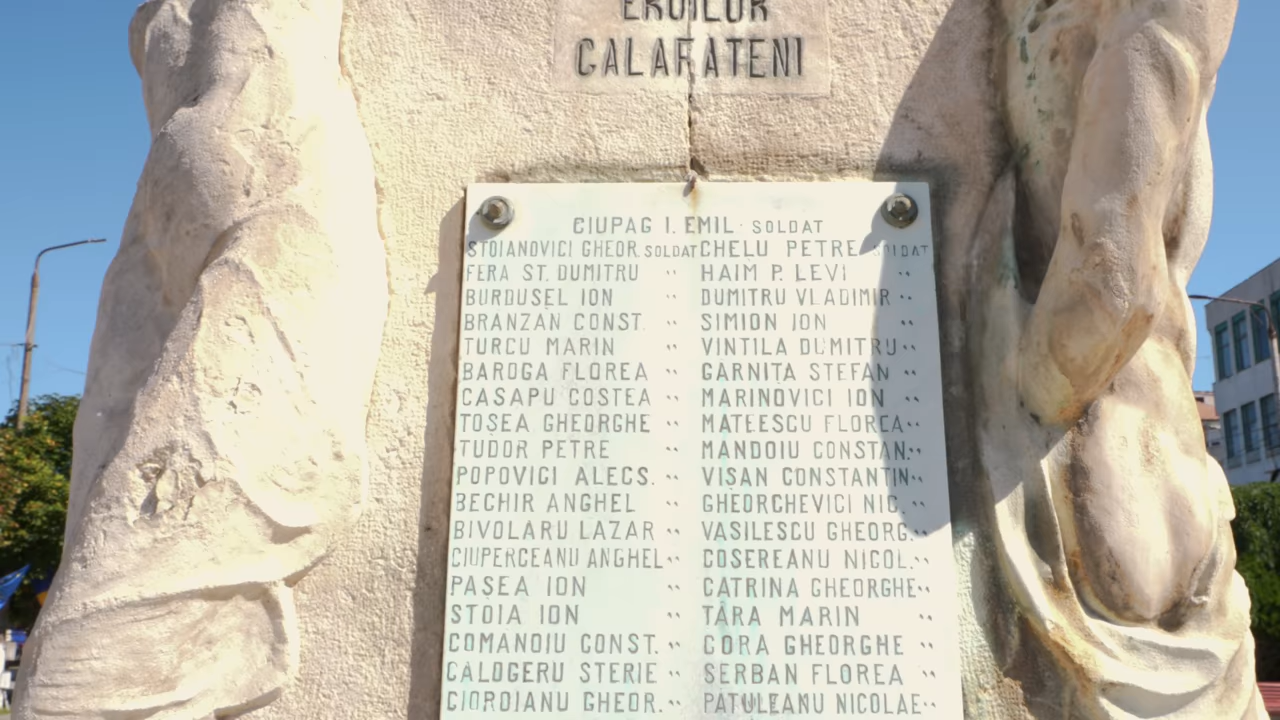 EROILOR
CALAFATENI
CIUPAG I. EMIL · SOLDAT
STOIANOVICI GHEOR. SOLDAT CHELU PETRE SOLDAT
FERA ST. DUMITRU " HAIM P. LEVI "
BURDUSEL ION " DUMITRU VLADIMIR "
BRANZAN CONST. " SIMION ION "
TURCU MARIN " VINTILA DUMITRU "
BAROGA FLOREA " GARNITA STEFAN "
CASAPU COSTEA " MARINOVICI ION "
TOȘEA GHEORGHE " MATEESCU FLOREA "
TUDOR PETRE " MANDOIU CONSTAN. "
POPOVICI ALECS. " VIȘAN CONSTANTIN "
BECHIR ANGHEL " GHEORCHEVICI NIC. "
BIVOLARU LAZAR " VASILESCU GHEORG. "
CIUPERCEANU ANGHEL " COSEREANU NICOL. "
PASEA ION " CATRINA GHEORGHE "
STOIA ION " TÂRA MARIN "
COMANOIU CONST. " CORA GHEORGHE "
CALOGERU STERIE " SERBAN FLOREA "
CIOROIANU GHEOR. " PATULEANU NICOLAE "